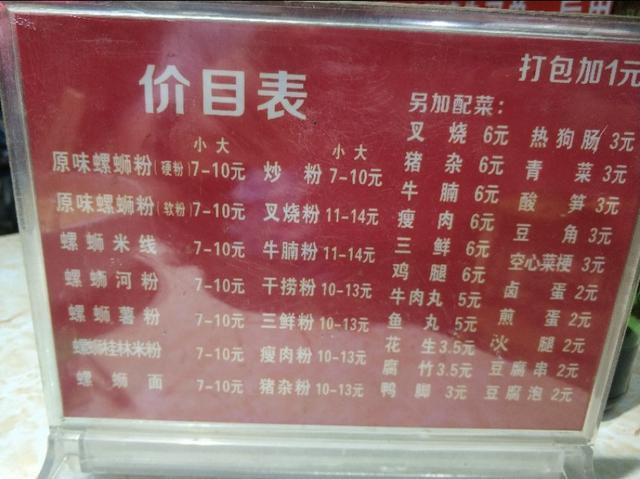 打包加1元
价目表
小 大
原味螺蛳粉(硬粉) 7-10元
原味螺蛳粉(软粉) 7-10元
螺蛳米线 7-10元
螺蛳河粉 7-10元
螺蛳薯粉 7-10元
螺蛳桂林米粉 7-10元
螺蛳面 7-10元
小 大
炒粉 7-10元
叉烧粉 11-14元
牛腩粉 11-14元
干捞粉 10-13元
三鲜粉 10-13元
瘦肉粉 10-13元
猪杂粉 10-13元
另加配菜:
叉烧 6元
猪杂 6元
牛腩 6元
瘦肉 6元
三鲜 6元
鸡腿 6元
牛肉丸 5元
鱼丸 5元
花生 3.5元
腐竹 3.5元
鸭脚 3元
热狗肠 3元
青菜 3元
酸笋 3元
豆角 3元
空心菜梗 3元
卤蛋 2元
煎蛋 2元
火腿 2元
豆腐串 2元
豆腐泡 2元